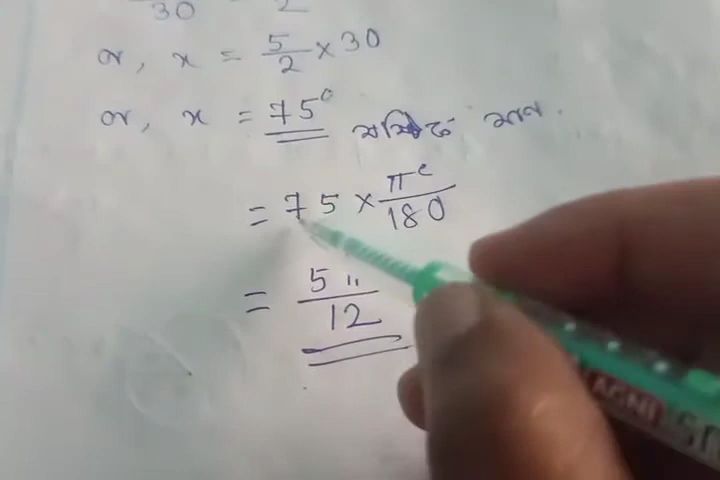 30 2
or, x = 5/2 × 30
or, x = 75° মান
= 75 × π^c/180
= 5π/12
AGNI